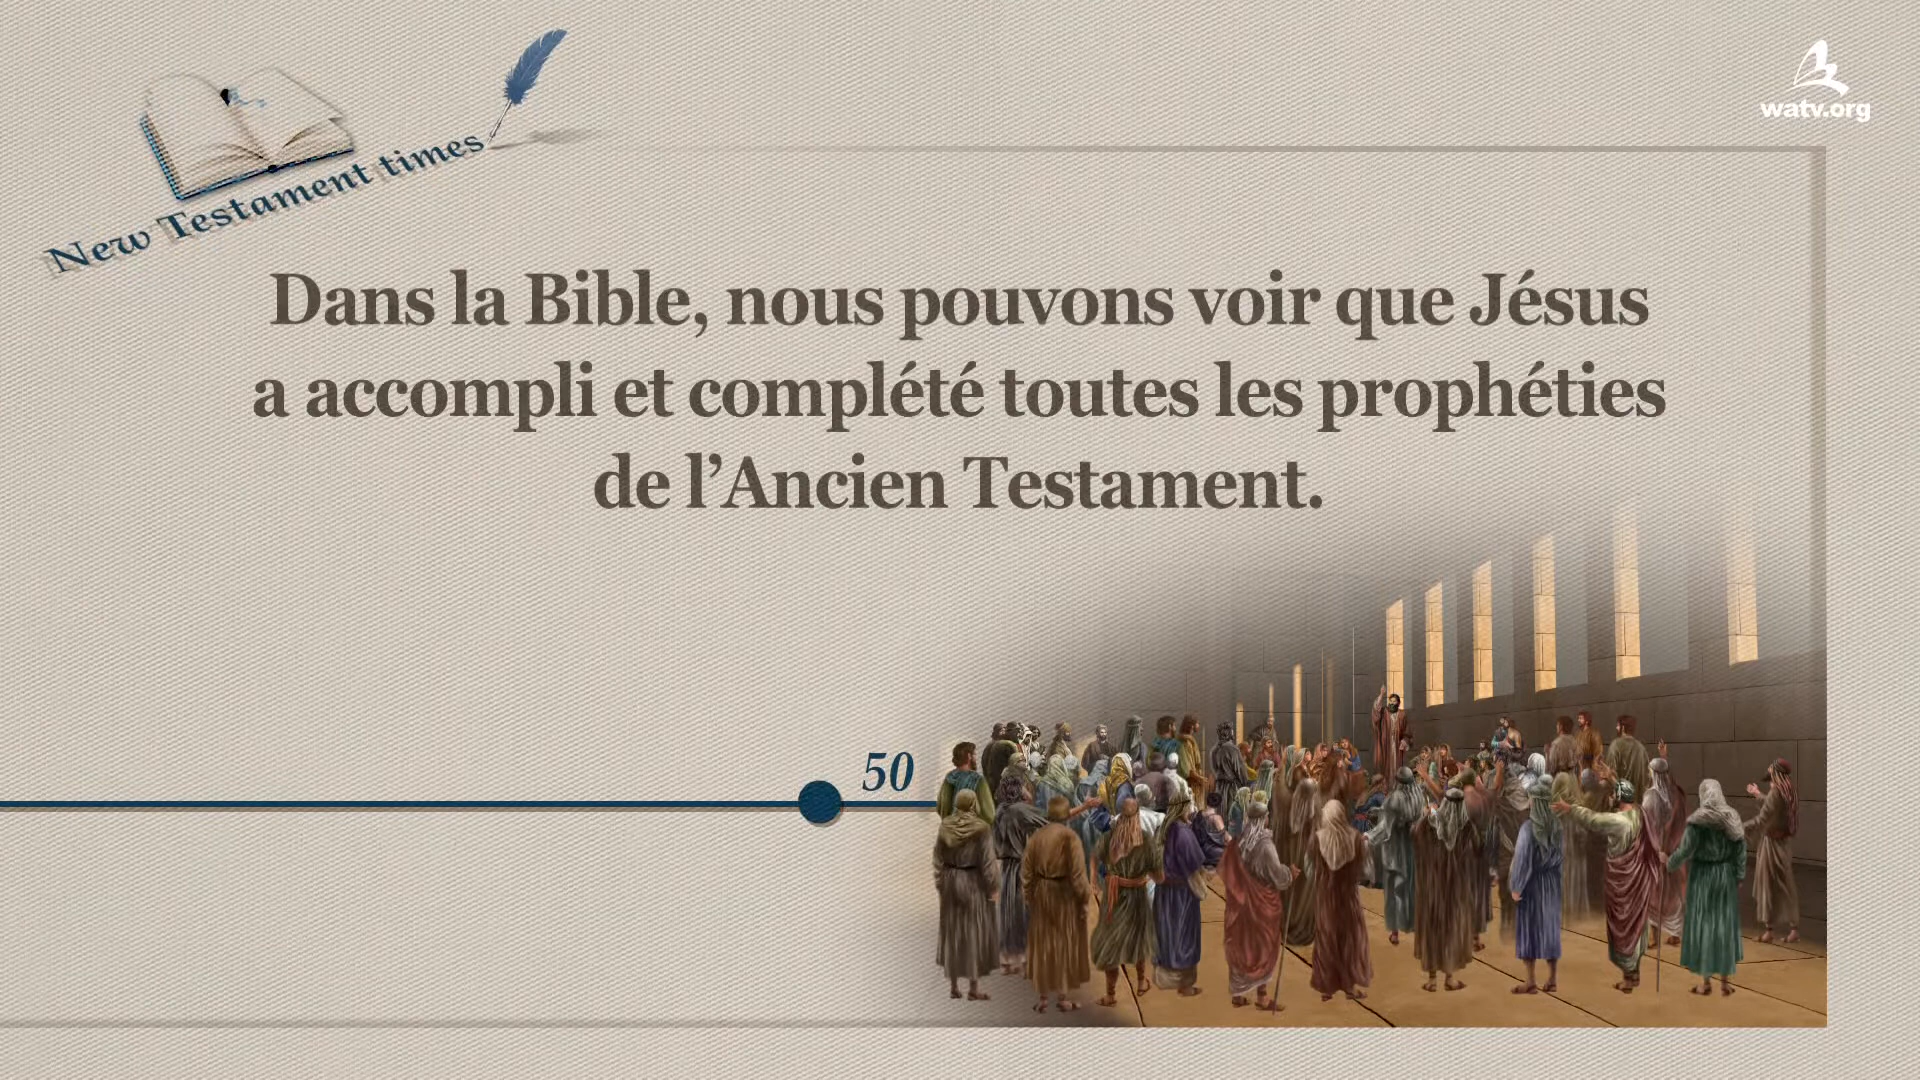 New Testament times
watv.org
Dans la Bible, nous pouvons voir que Jésus
a accompli et complété toutes les prophéties
de l’Ancien Testament.
50